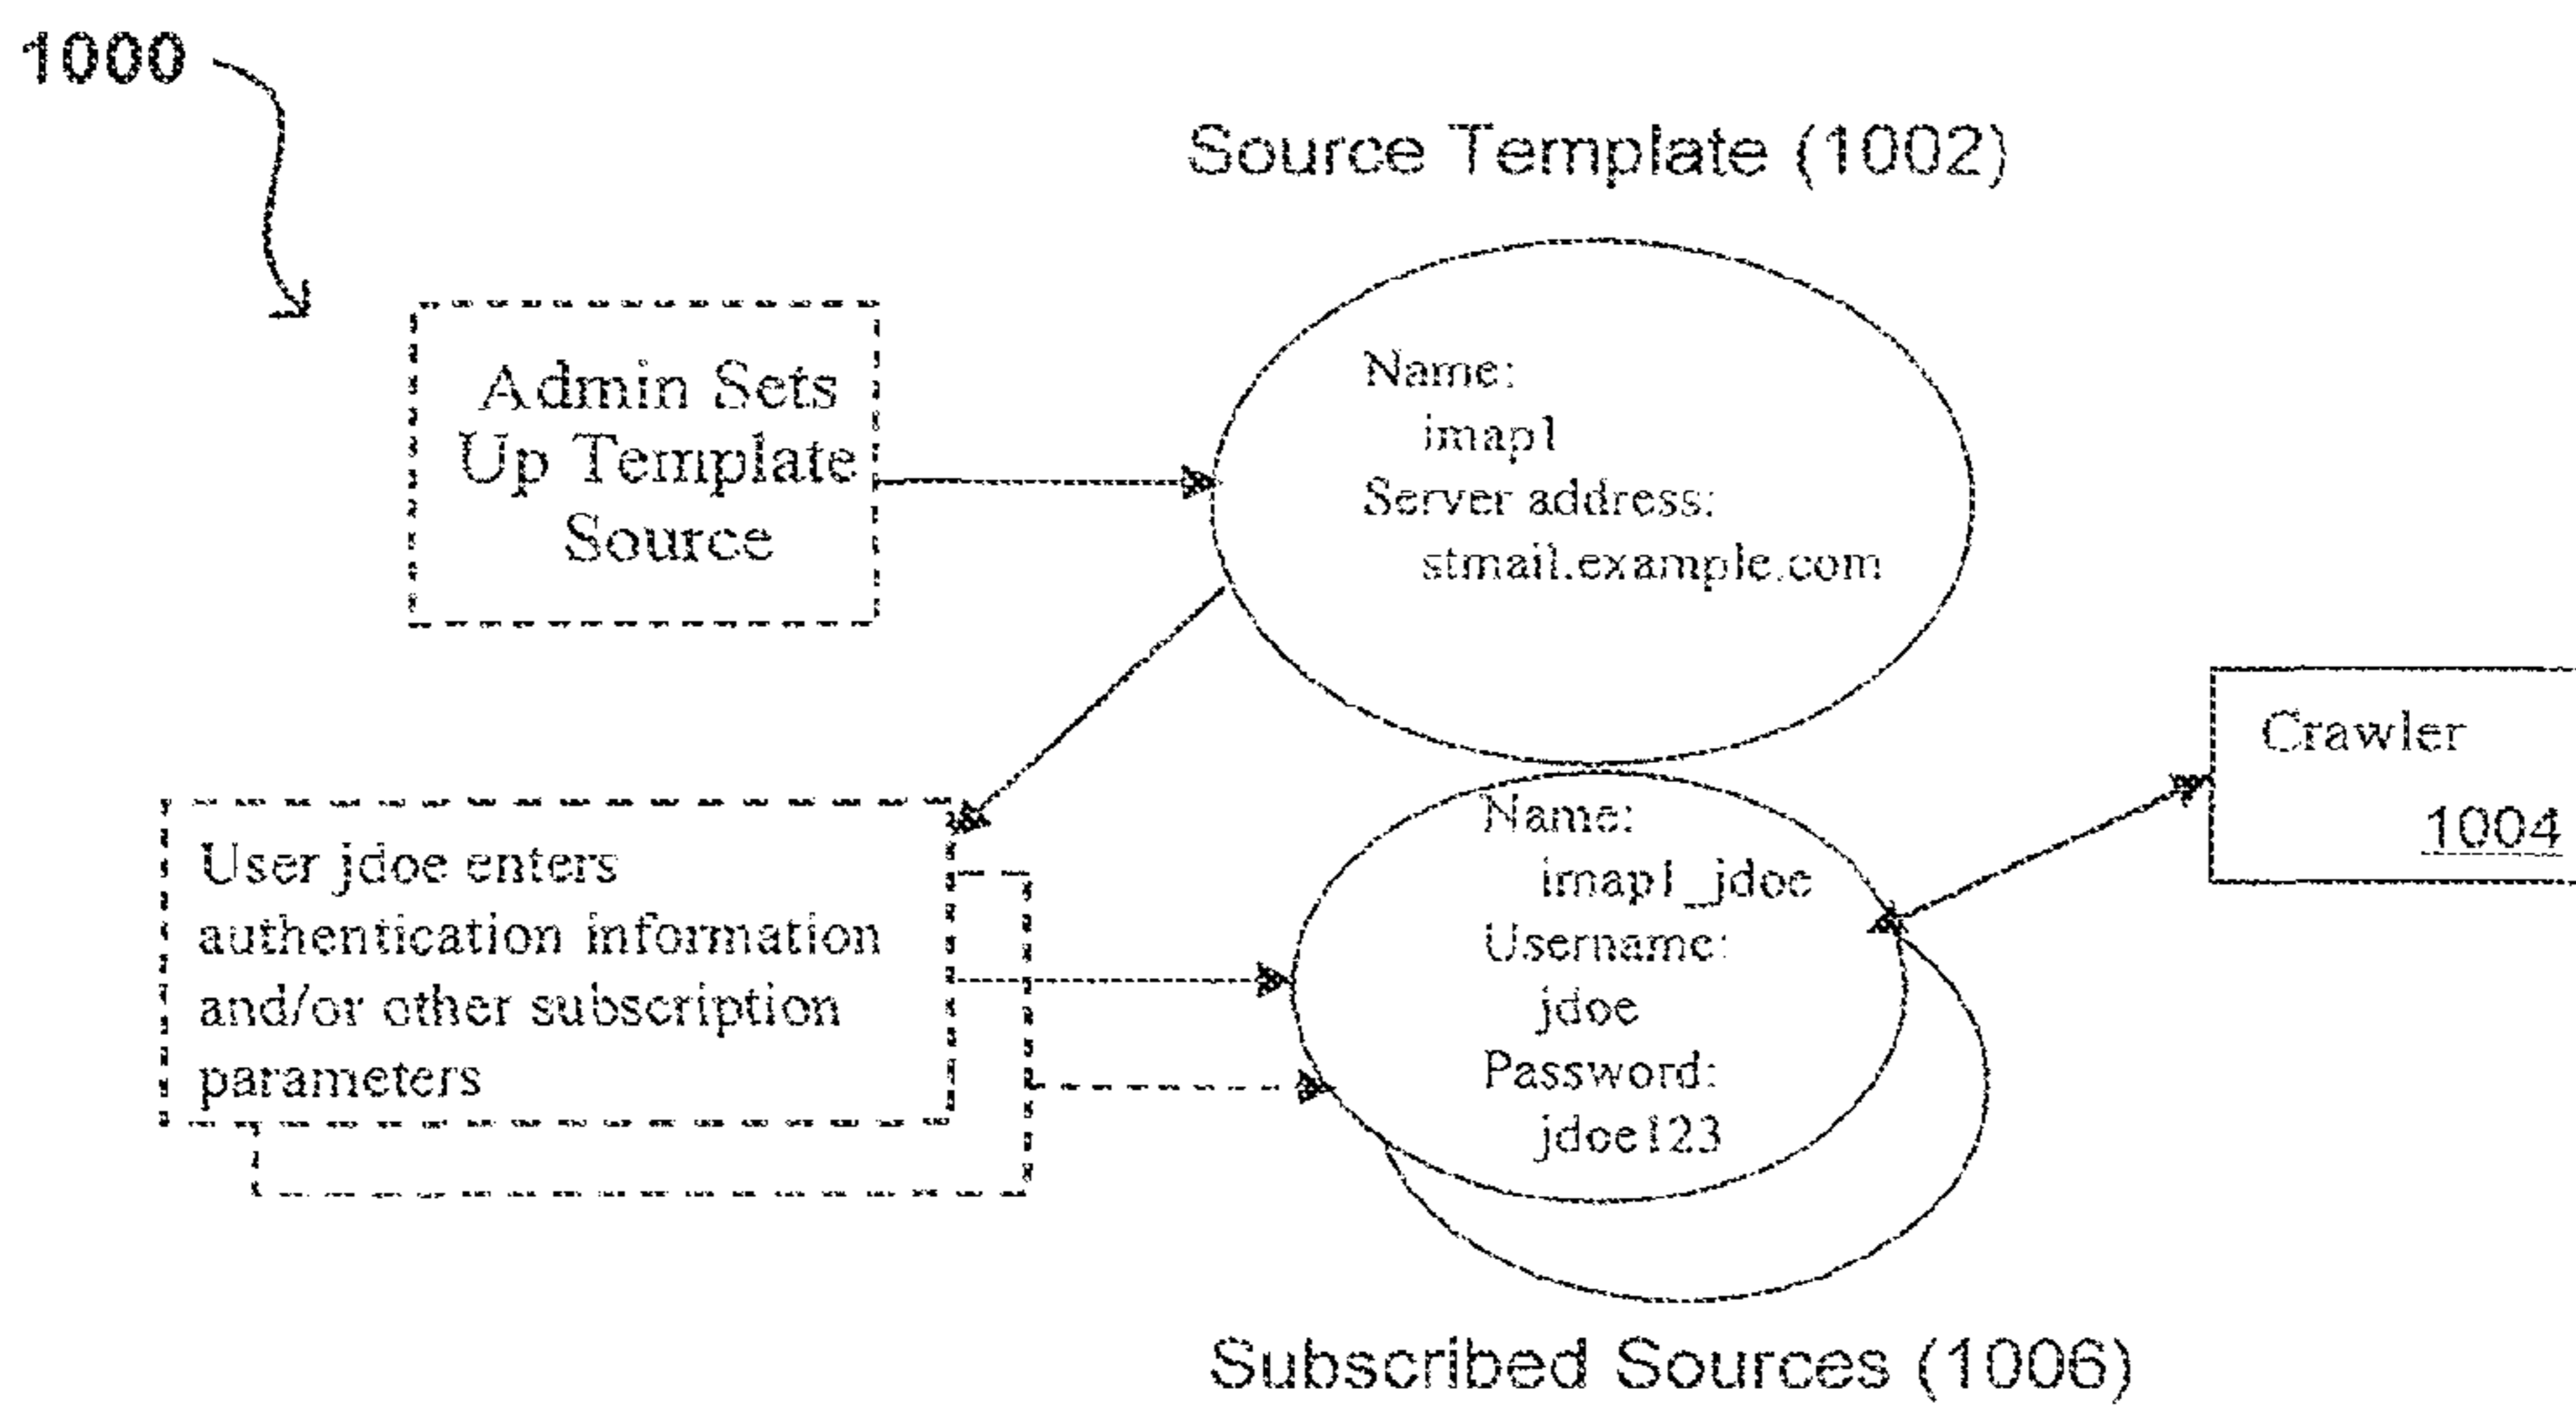 1000
Source Template (1002)
Admin Sets
Up Template
Source
Name:
imap1
Server address:
stmail.example.com
Crawler
1004
User jdoe enters
authentication information
and/or other subscription
parameters
Name:
imap1_jdoe
Username:
jdoe
Password:
jdoe123
Subscribed Sources (1006)